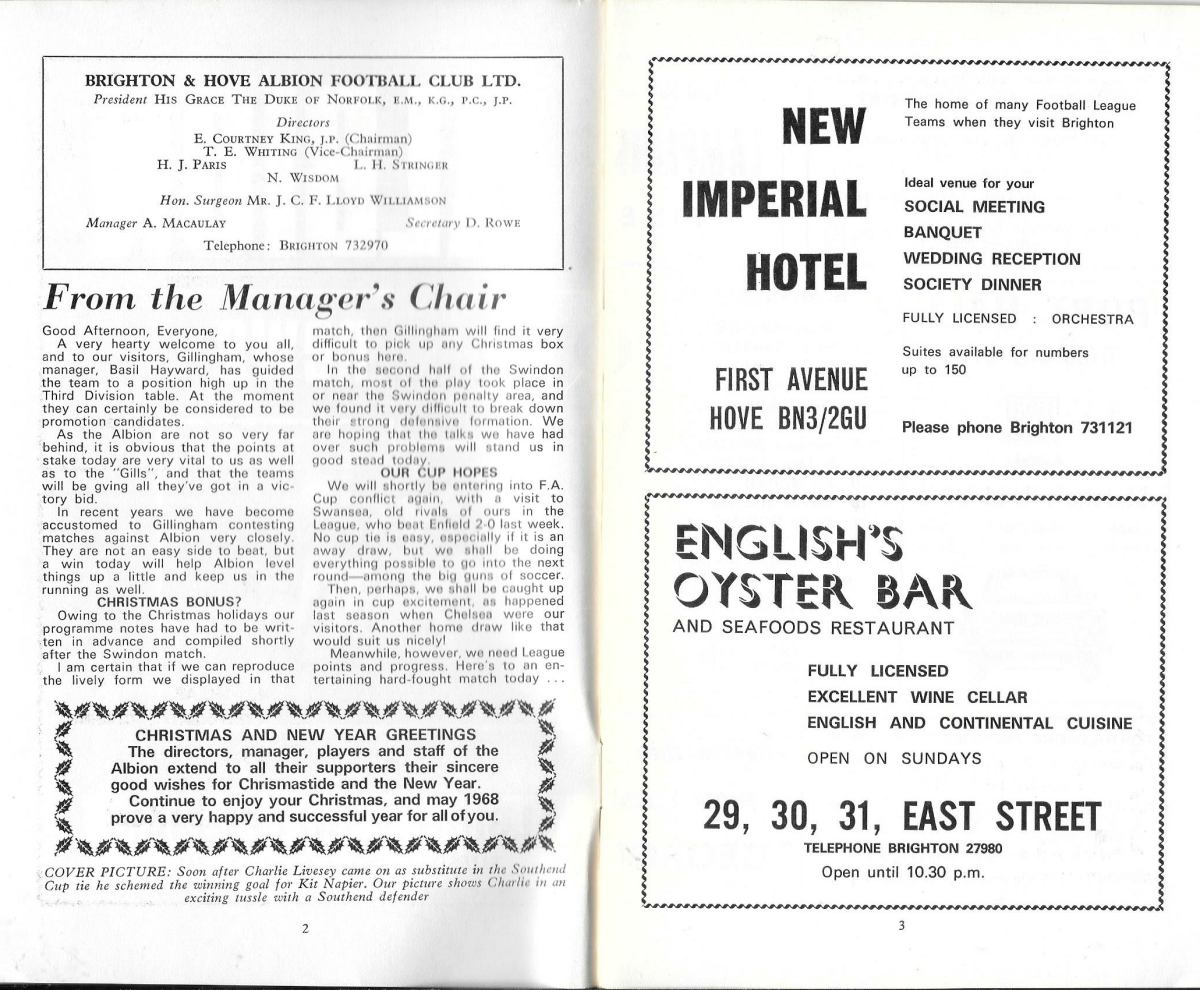 BRIGHTON & HOVE ALBION FOOTBALL CLUB LTD.
President HIS GRACE THE DUKE OF NORFOLK, E.M., K.G., P.C., J.P.
Directors
E. COURTNEY KING, J.P. (Chairman)
T. E. WHITING (Vice-Chairman)
H. J. PARIS L. H. STRINGER
N. WISDOM
Hon. Surgeon MR. J. C. F. LLOYD WILLIAMSON
Manager A. MACAULAY Secretary D. ROWE
Telephone: BRIGHTON 732970
From the Manager's Chair
Good Afternoon, Everyone,
A very hearty welcome to you all,
and to our visitors, Gillingham, whose
manager, Basil Hayward, has guided
the team to a position high up in the
Third Division table. At the moment
they can certainly be considered to be
promotion candidates.
As the Albion are not so very far
behind, it is obvious that the points at
stake today are very vital to us as well
as to the "Gills", and that the teams
will be gving all they've got in a vic-
tory bid.
In recent years we have become
accustomed to Gillingham contesting
matches against Albion very closely.
They are not an easy side to beat, but
a win today will help Albion level
things up a little and keep us in the
running as well.
CHRISTMAS BONUS?
Owing to the Christmas holidays our
programme notes have had to be writ-
ten in advance and compiled shortly
after the Swindon match.
I am certain that if we can reproduce
the lively form we displayed in that
match, then Gillingham will find it very
difficult to pick up any Christmas box
or bonus here.
In the second half of the Swindon
match, most of the play took place in
or near the Swindon penalty area, and
we found it very difficult to break down
their strong defensive formation. We
are hoping that the talks we have had
over such problems will stand us in
good stead today.
OUR CUP HOPES
We will shortly be entering into F.A.
Cup conflict again, with a visit to
Swansea, old rivals of ours in the
League, who beat Enfield 2-0 last week.
No cup tie is easy, especially if it is an
away draw, but we shall be doing
everything possible to go into the next
round—among the big guns of soccer.
Then, perhaps, we shall be caught up
again in cup excitement, as happened
last season when Chelsea were our
visitors. Another home draw like that
would suit us nicely!
Meanwhile, however, we need League
points and progress. Here's to an en-
tertaining hard-fought match today ...
CHRISTMAS AND NEW YEAR GREETINGS
The directors, manager, players and staff of the
Albion extend to all their supporters their sincere
good wishes for Chrismastide and the New Year.
Continue to enjoy your Christmas, and may 1968
prove a very happy and successful year for all of you.
COVER PICTURE: Soon after Charlie Livesey came on as substitute in the Southend
Cup tie he schemed the winning goal for Kit Napier. Our picture shows Charlie in an
exciting tussle with a Southend defender
2
NEW
IMPERIAL
HOTEL
FIRST AVENUE
HOVE BN3/2GU
The home of many Football League
Teams when they visit Brighton
Ideal venue for your
SOCIAL MEETING
BANQUET
WEDDING RECEPTION
SOCIETY DINNER
FULLY LICENSED : ORCHESTRA
Suites available for numbers
up to 150
Please phone Brighton 731121
ENGLISH'S
OYSTER BAR
AND SEAFOODS RESTAURANT
FULLY LICENSED
EXCELLENT WINE CELLAR
ENGLISH AND CONTINENTAL CUISINE
OPEN ON SUNDAYS
29, 30, 31, EAST STREET
TELEPHONE BRIGHTON 27980
Open until 10.30 p.m.
3